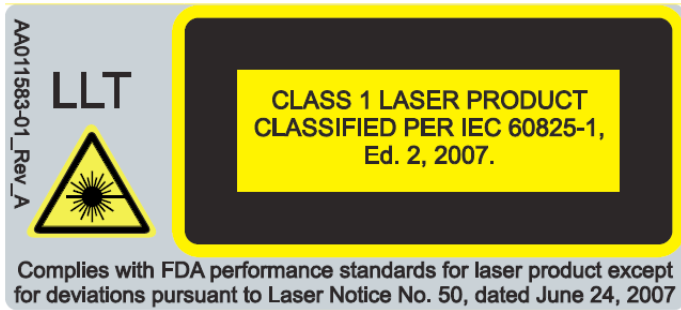 AA011583-01_Rev_A
LLT
CLASS 1 LASER PRODUCT
CLASSIFIED PER IEC 60825-1,
Ed. 2, 2007.
Complies with FDA performance standards for laser product except
for deviations pursuant to Laser Notice No. 50, dated June 24, 2007